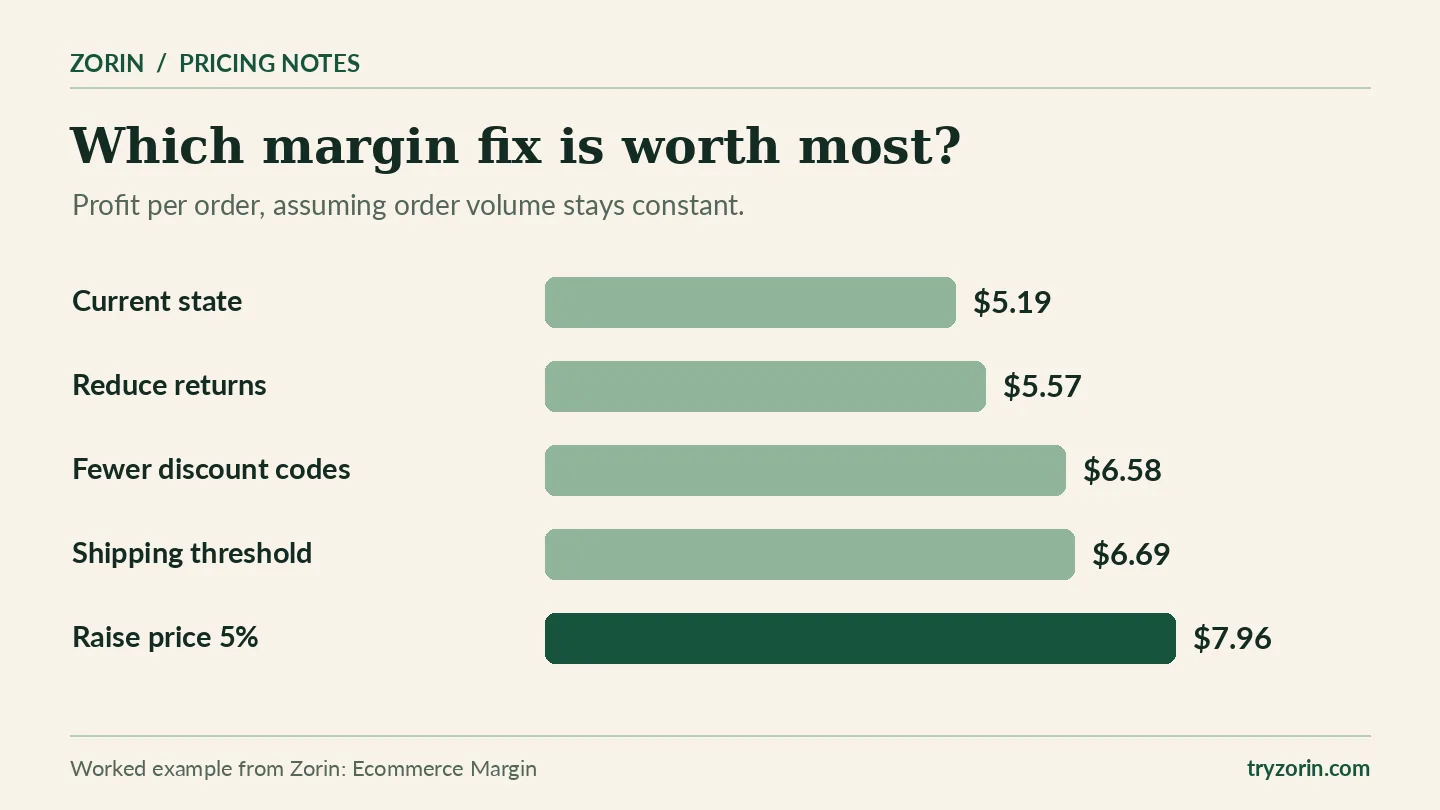 ZORIN / PRICING NOTES
Which margin fix is worth most?
Profit per order, assuming order volume stays constant.
Current state $5.19
Reduce returns $5.57
Fewer discount codes $6.58
Shipping threshold $6.69
Raise price 5% $7.96
Worked example from Zorin: Ecommerce Margin
tryzorin.com